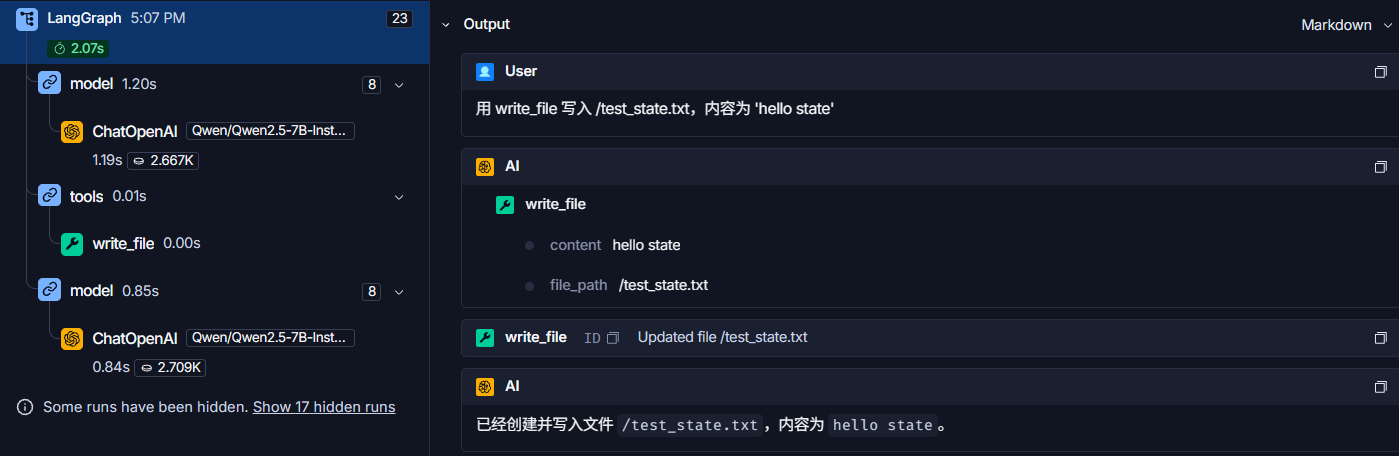 LangGraph 5:07 PM 23
2.07s
model 1.20s 8
ChatOpenAI Qwen/Qwen2.5-7B-Inst...
1.19s 2.667K
tools 0.01s
write_file 0.00s
model 0.85s 8
ChatOpenAI Qwen/Qwen2.5-7B-Inst...
0.84s 2.709K
Some runs have been hidden. Show 17 hidden runs
Output Markdown
User
用 write_file 写入 /test_state.txt，内容为 'hello state'
AI
write_file
content hello state
file_path /test_state.txt
write_file ID Updated file /test_state.txt
AI
已经创建并写入文件 /test_state.txt，内容为 hello state。